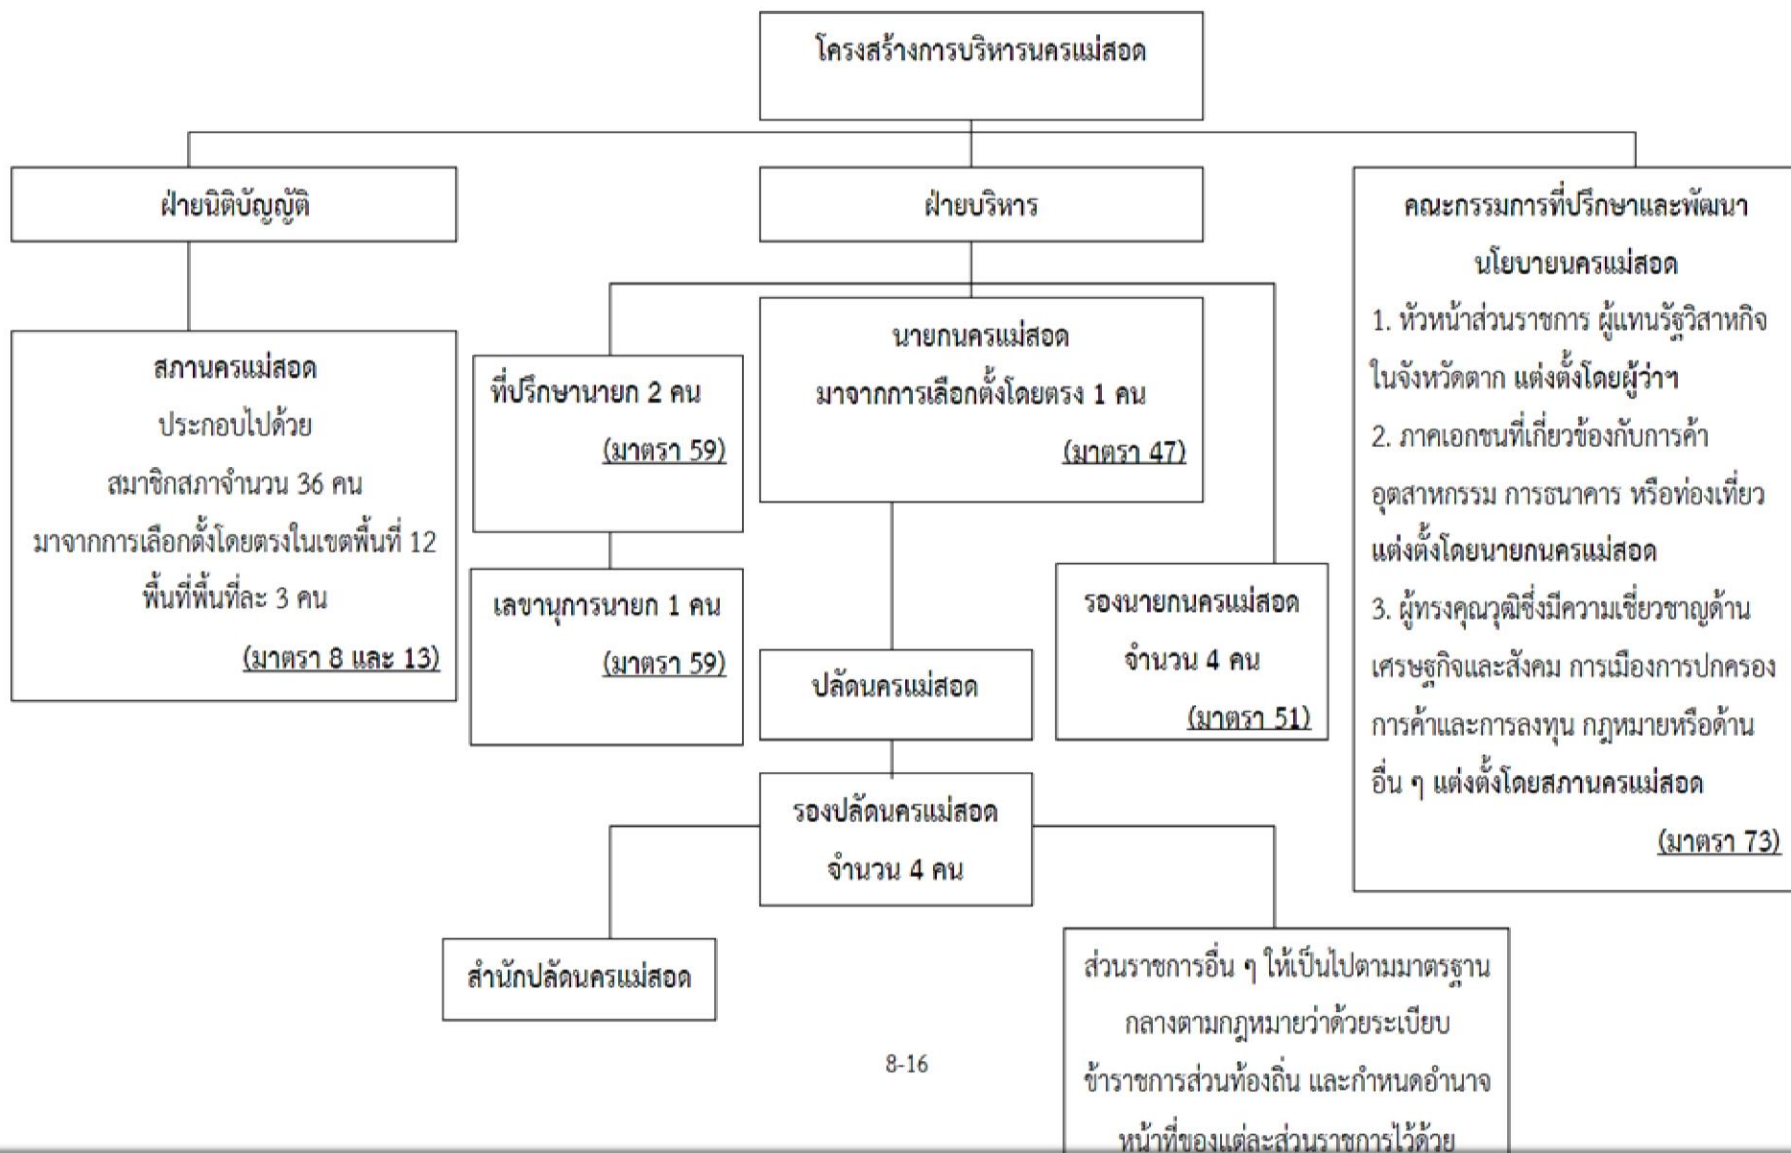 โครงสร้างการบริหารนครแม่สอด
ฝ่ายนิติบัญญัติ
ฝ่ายบริหาร
สภานครแม่สอด
ประกอบไปด้วย
สมาชิกสภาจำนวน 36 คน
มาจากการเลือกตั้งโดยตรงในเขตพื้นที่ 12
พื้นที่พื้นที่ละ 3 คน
(มาตรา 8 และ 13)
ที่ปรึกษานายก 2 คน
(มาตรา 59)
เลขานุการนายก 1 คน
(มาตรา 59)
นายกนครแม่สอด
มาจากการเลือกตั้งโดยตรง 1 คน
(มาตรา 47)
รองนายกนครแม่สอด
จำนวน 4 คน
(มาตรา 51)
ปลัดนครแม่สอด
รองปลัดนครแม่สอด
จำนวน 4 คน
สำนักปลัดนครแม่สอด
ส่วนราชการอื่น ๆ ให้เป็นไปตามมาตรฐาน
กลางตามกฎหมายว่าด้วยระเบียบ
ข้าราชการส่วนท้องถิ่น และกำหนดอำนาจ
หน้าที่ของแต่ละส่วนราชการไว้ด้วย
คณะกรรมการที่ปรึกษาและพัฒนา
นโยบายนครแม่สอด
1. หัวหน้าส่วนราชการ ผู้แทนรัฐวิสาหกิจ
ในจังหวัดตาก แต่งตั้งโดยผู้ว่าฯ
2. ภาคเอกชนที่เกี่ยวข้องกับการค้า
อุตสาหกรรม การธนาคาร หรือท่องเที่ยว
แต่งตั้งโดยนายกนครแม่สอด
3. ผู้ทรงคุณวุฒิซึ่งมีความเชี่ยวชาญด้าน
เศรษฐกิจและสังคม การเมืองการปกครอง
การค้าและการลงทุน กฎหมายหรือด้าน
อื่น ๆ แต่งตั้งโดยสภานครแม่สอด
(มาตรา 73)
8-16